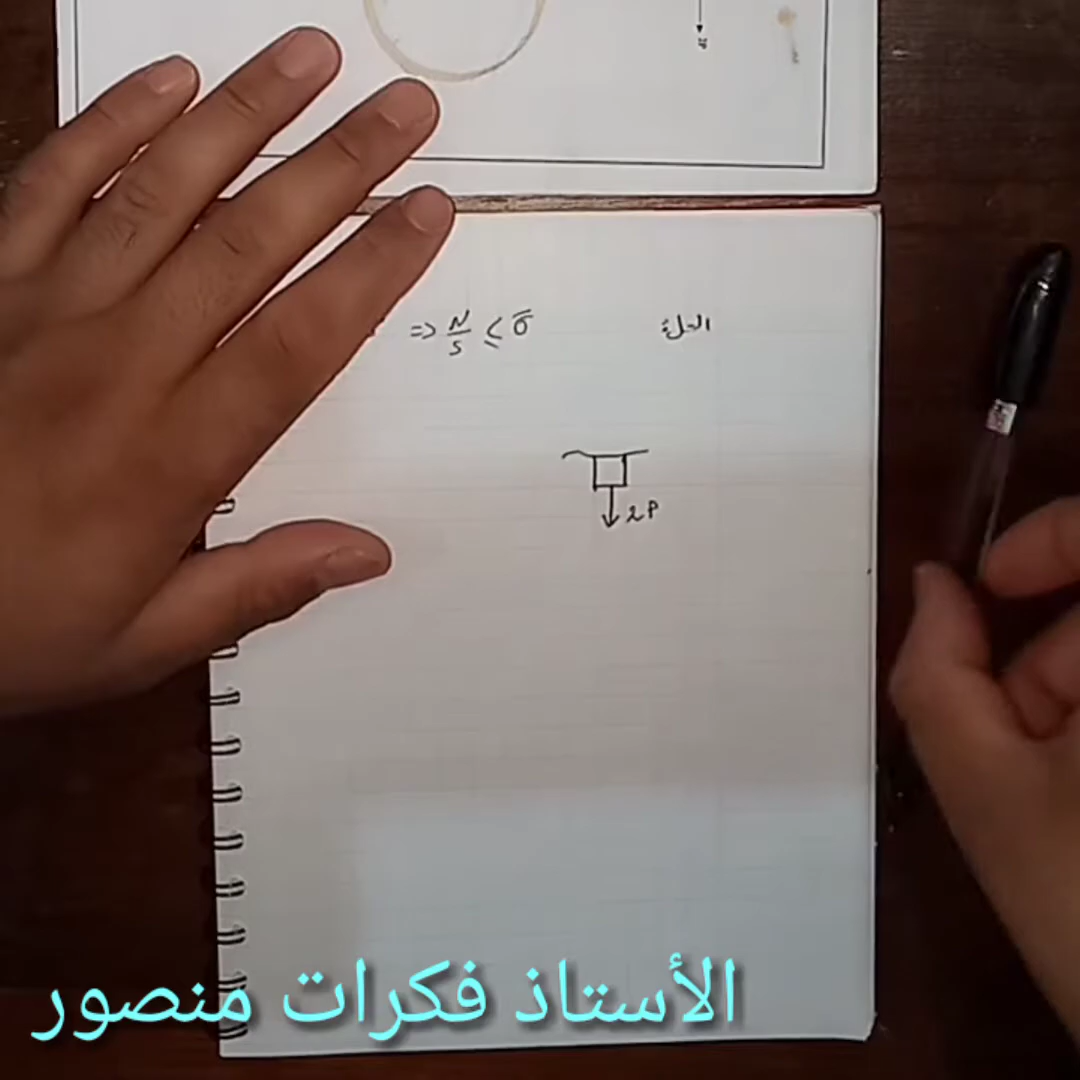 الحل:
=> N/S ≤ σ̅
2P
الأستاذ فكرات منصور